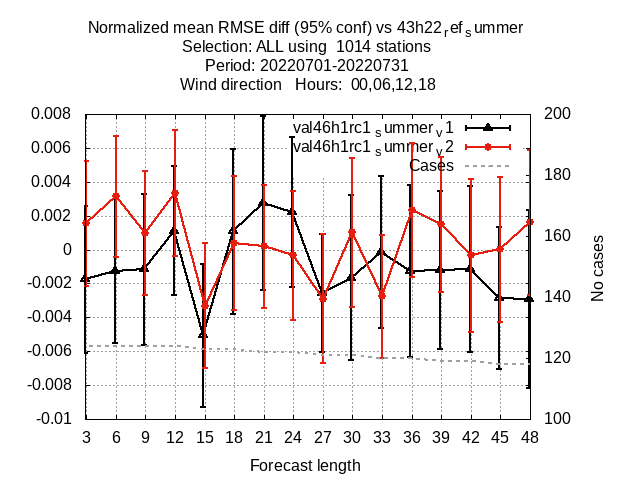 Normalized mean RMSE diff (95% conf) vs 43h22refsummer
Selection: ALL using 1014 stations
Period: 20220701-20220731
Wind direction Hours: 00,06,12,18
val46h1rc1summerv1
val46h1rc1summerv2
Cases
0.008
0.006
0.004
0.002
0
-0.002
-0.004
-0.006
-0.008
-0.01
200
180
160
140
120
100
No cases
3 6 9 12 15 18 21 24 27 30 33 36 39 42 45 48
Forecast length